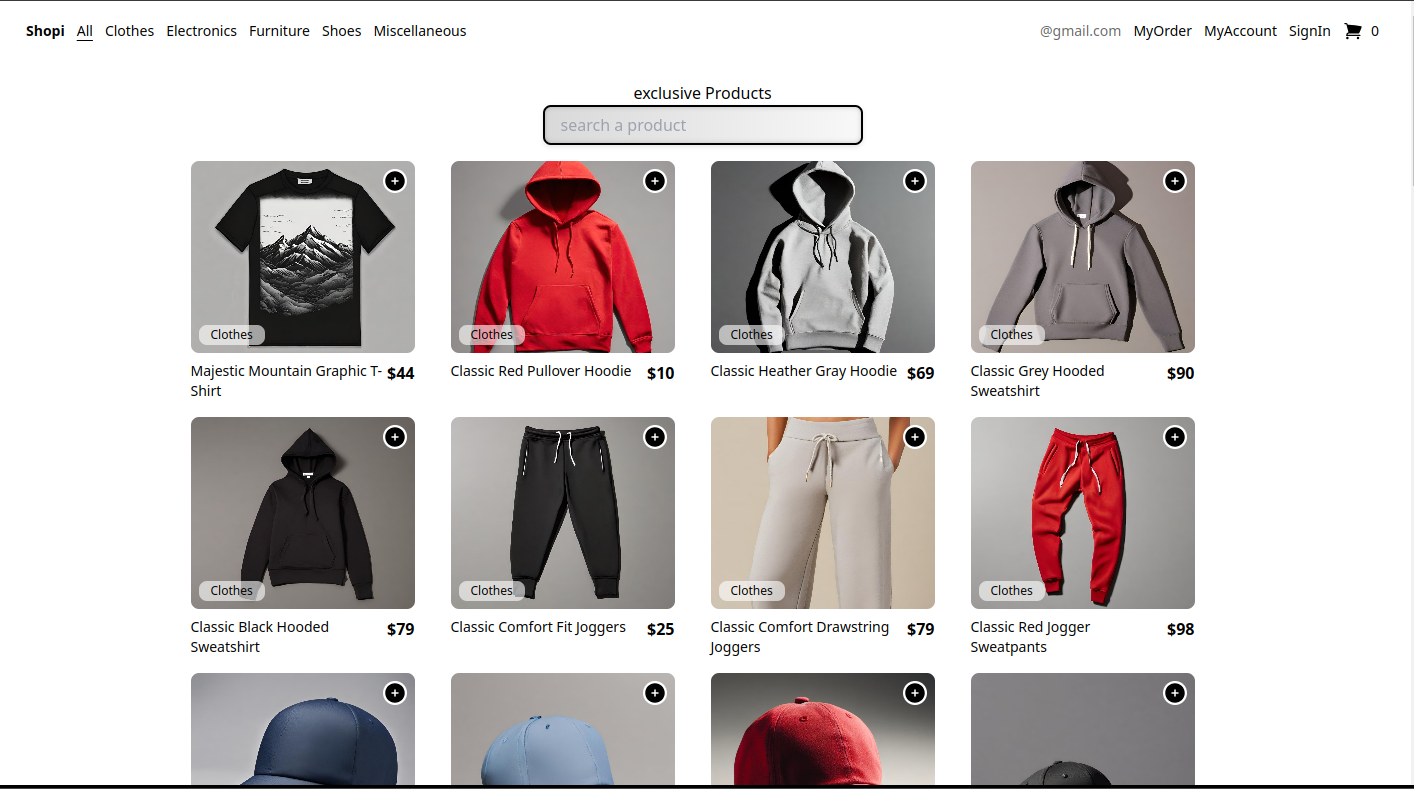 Shopi All Clothes Electronics Furniture Shoes Miscellaneous @gmail.com MyOrder MyAccount SignIn 0
exclusive Products
search a product
Clothes Clothes Clothes Clothes
Majestic Mountain Graphic T-
Shirt
$44
Classic Red Pullover Hoodie $10
Classic Heather Gray Hoodie $69
Classic Grey Hooded
Sweatshirt
$90
Clothes Clothes Clothes Clothes
Classic Black Hooded
Sweatshirt
$79
Classic Comfort Fit Joggers $25
Classic Comfort Drawstring
Joggers
$79
Classic Red Jogger
Sweatpants
$98